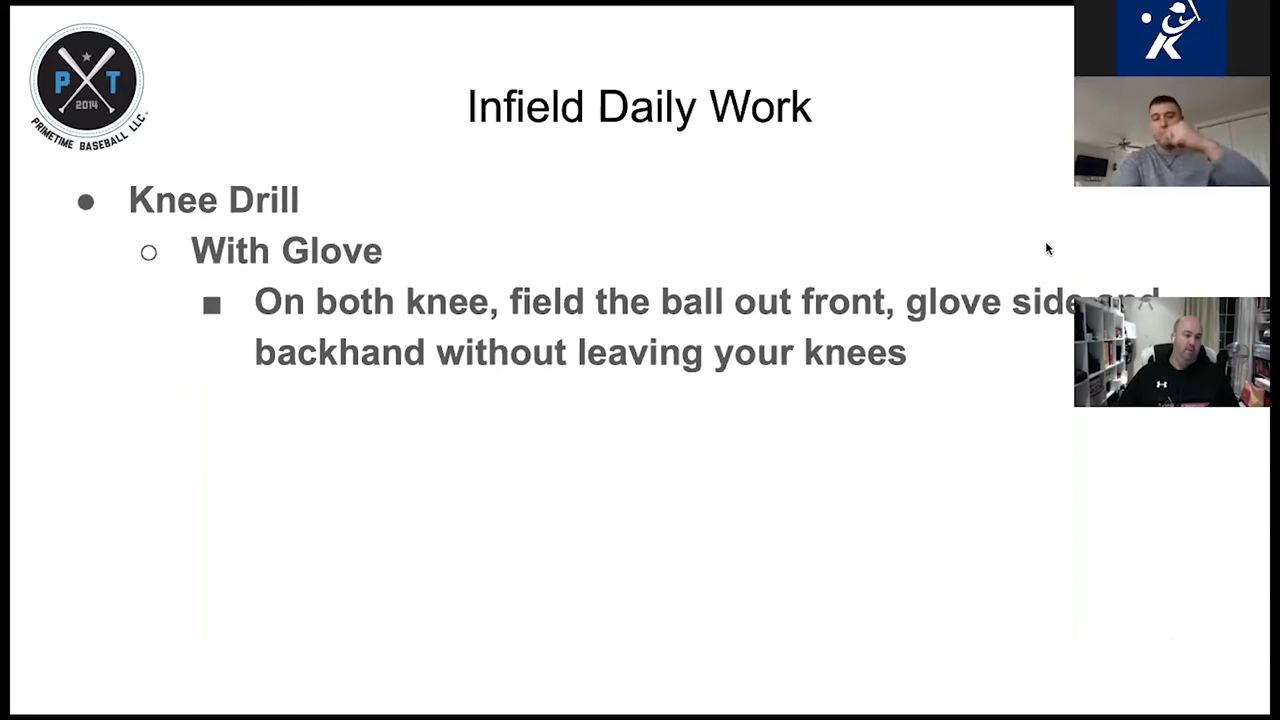 P T
2014
PRIMETIME BASEBALL LLC.
Infield Daily Work
Knee Drill
With Glove
On both knee, field the ball out front, glove side and
backhand without leaving your knees
K